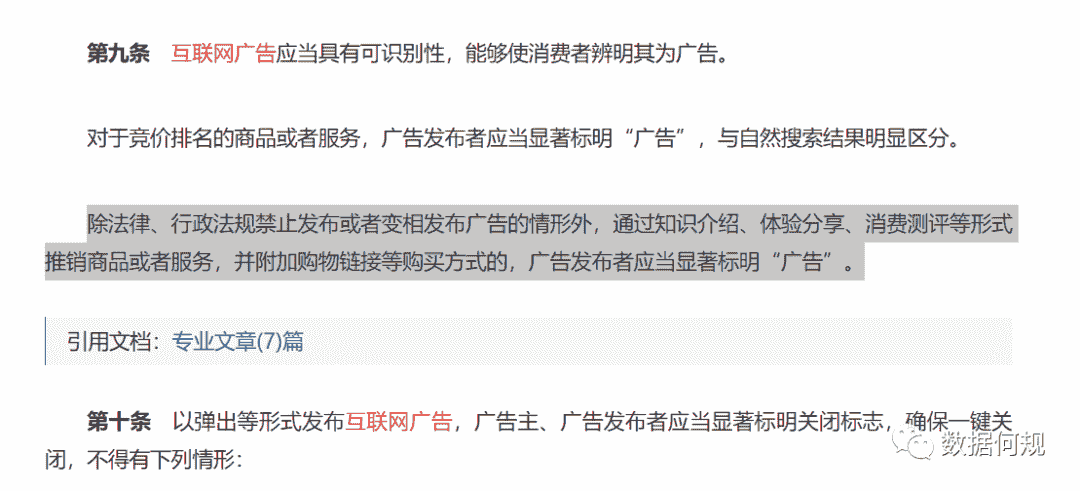 第九条 互联网广告应当具有可识别性，能够使消费者辨明其为广告。
对于竞价排名的商品或者服务，广告发布者应当显著标明“广告”，与自然搜索结果明显区分。
除法律、行政法规禁止发布或者变相发布广告的情形外，通过知识介绍、体验分享、消费测评等形式
推销商品或者服务，并附加购物链接等购买方式的，广告发布者应当显著标明“广告”。
引用文档：专业文章(7)篇
第十条 以弹出等形式发布互联网广告，广告主、广告发布者应当显著标明关闭标志，确保一键关
闭，不得有下列情形：
数据何规